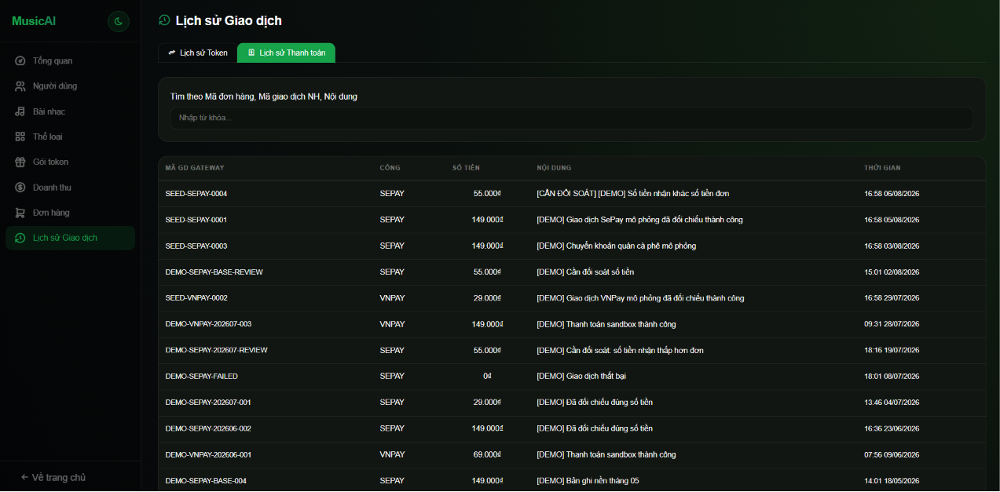 MusicAI
Lịch sử Giao dịch
Lịch sử Token
Lịch sử Thanh toán
Tổng quan
Người dùng
Bài nhạc
Thể loại
Gói token
Doanh thu
Đơn hàng
Lịch sử Giao dịch
Về trang chủ
Tìm theo Mã đơn hàng, Mã giao dịch NH, Nội dung
Nhập từ khóa...
MÃ GD GATEWAY CỔNG SỐ TIỀN NỘI DUNG THỜI GIAN
SEED-SEPAY-0004 SEPAY 55.000₫ [CẦN ĐỐI SOÁT] [DEMO] Số tiền nhận khác số tiền đơn 16:58 06/08/2026
SEED-SEPAY-0001 SEPAY 149.000₫ [DEMO] Giao dịch SePay mô phỏng đã đối chiếu thành công 16:58 05/08/2026
SEED-SEPAY-0003 SEPAY 149.000₫ [DEMO] Chuyển khoản quán cà phê mô phỏng 16:58 03/08/2026
DEMO-SEPAY-BASE-REVIEW SEPAY 55.000₫ [DEMO] Cần đối soát số tiền 15:01 02/08/2026
SEED-VNPAY-0002 VNPAY 29.000₫ [DEMO] Giao dịch VNPay mô phỏng đã đối chiếu thành công 16:58 29/07/2026
DEMO-VNPAY-202607-003 VNPAY 149.000₫ [DEMO] Thanh toán sandbox thành công 09:31 28/07/2026
DEMO-SEPAY-202607-REVIEW SEPAY 55.000₫ [DEMO] Cần đối soát: số tiền nhận thấp hơn đơn 18:16 19/07/2026
DEMO-SEPAY-FAILED SEPAY 0₫ [DEMO] Giao dịch thất bại 18:01 08/07/2026
DEMO-SEPAY-202607-001 SEPAY 29.000₫ [DEMO] Đã đối chiếu đúng số tiền 13:46 04/07/2026
DEMO-SEPAY-202606-002 SEPAY 149.000₫ [DEMO] Đã đối chiếu đúng số tiền 16:36 23/06/2026
DEMO-VNPAY-202606-001 VNPAY 69.000₫ [DEMO] Thanh toán sandbox thành công 07:56 09/06/2026
DEMO-SEPAY-BASE-004 SEPAY 149.000₫ [DEMO] Bản ghi nền tháng 05 14:01 18/05/2026